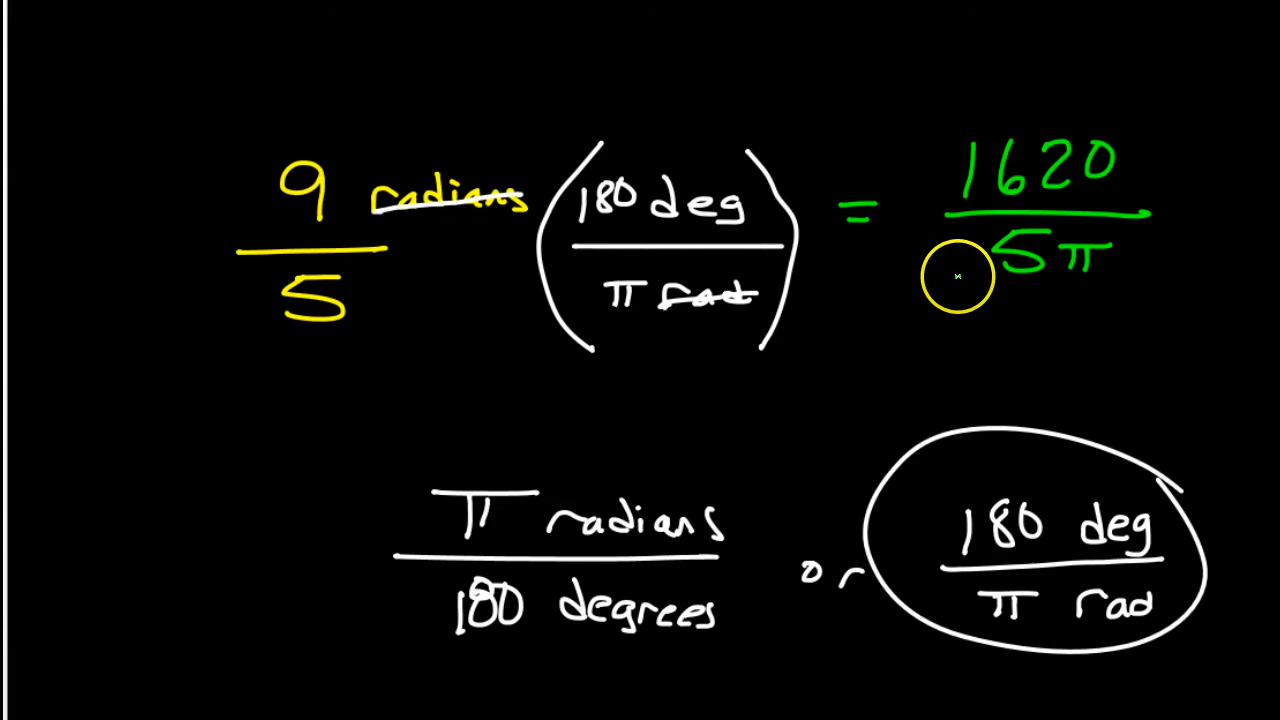 9 radians (180 deg = 1620
5 π rad) 5π
π radians or 180 deg
180 degrees π rad